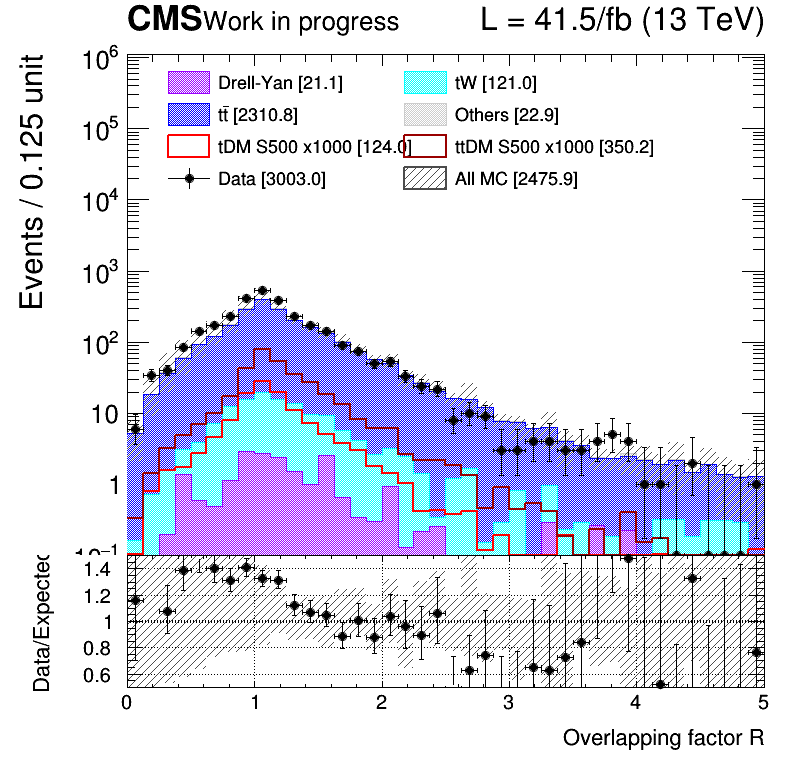 CMS Work in progress L = 41.5/fb (13 TeV)
Events / 0.125 unit
10⁶
10⁵
10⁴
10³
10²
10
1
10⁻¹
Drell-Yan [21.1] tW [121.0]
tt̄ [2310.8] Others [22.9]
tDM S500 x1000 [124.0] ttDM S500 x1000 [350.2]
Data [3003.0] All MC [2475.9]
Data/Expected
1.4
1.2
1
0.8
0.6
0 1 2 3 4 5
Overlapping factor R